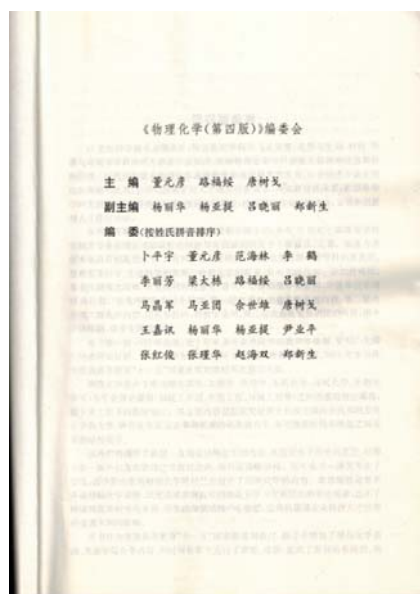 《物理化学(第四版)》编委会
主 编 董元彦 路福绥 唐树戈
副主编 杨丽华 杨亚提 吕晓丽 郑新生
编 委(按姓氏拼音排序)
卜平宇 董元彦 范海林 李 鹤
李丽芳 梁大栋 路福绥 吕晓丽
马晶军 马亚团 余世雄 唐树戈
王嘉讯 杨丽华 杨亚提 尹业平
张红俊 张瑾华 赵海双 郑新生